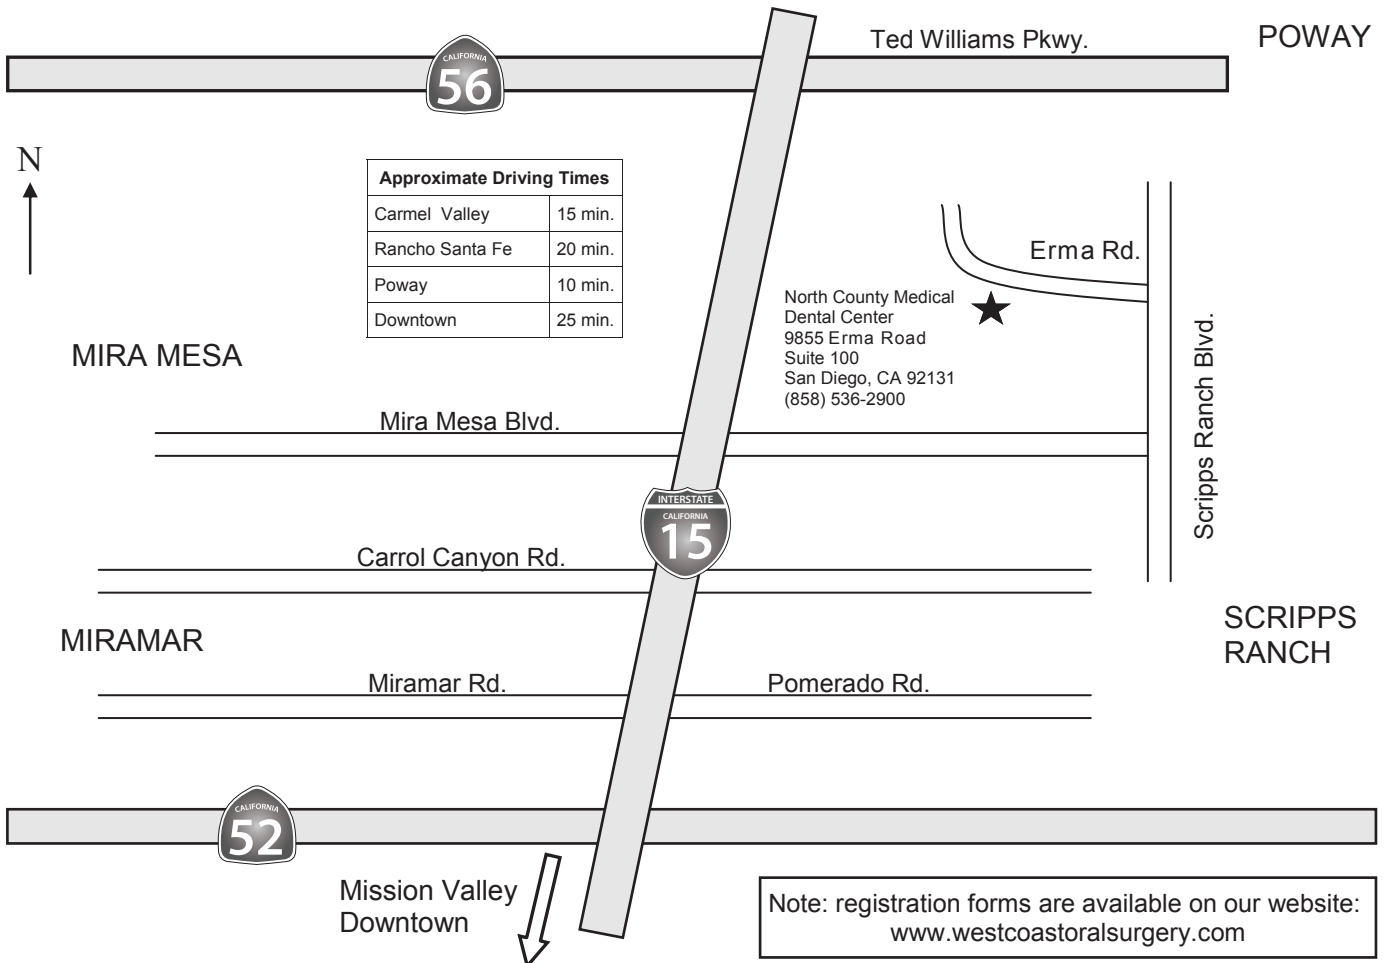 Ted Williams Pkwy.
POWAY
CALIFORNIA
56
N
Approximate Driving Times
Carmel Valley 15 min.
Rancho Santa Fe 20 min.
Poway 10 min.
Downtown 25 min.
Erma Rd.
North County Medical
Dental Center
9855 Erma Road
Suite 100
San Diego, CA 92131
(858) 536-2900
Scripps Ranch Blvd.
MIRA MESA
Mira Mesa Blvd.
INTERSTATE
CALIFORNIA
15
Carrol Canyon Rd.
MIRAMAR
SCRIPPS
RANCH
Miramar Rd.
Pomerado Rd.
CALIFORNIA
52
Mission Valley
Downtown
Note: registration forms are available on our website:
www.westcoastoralsurgery.com